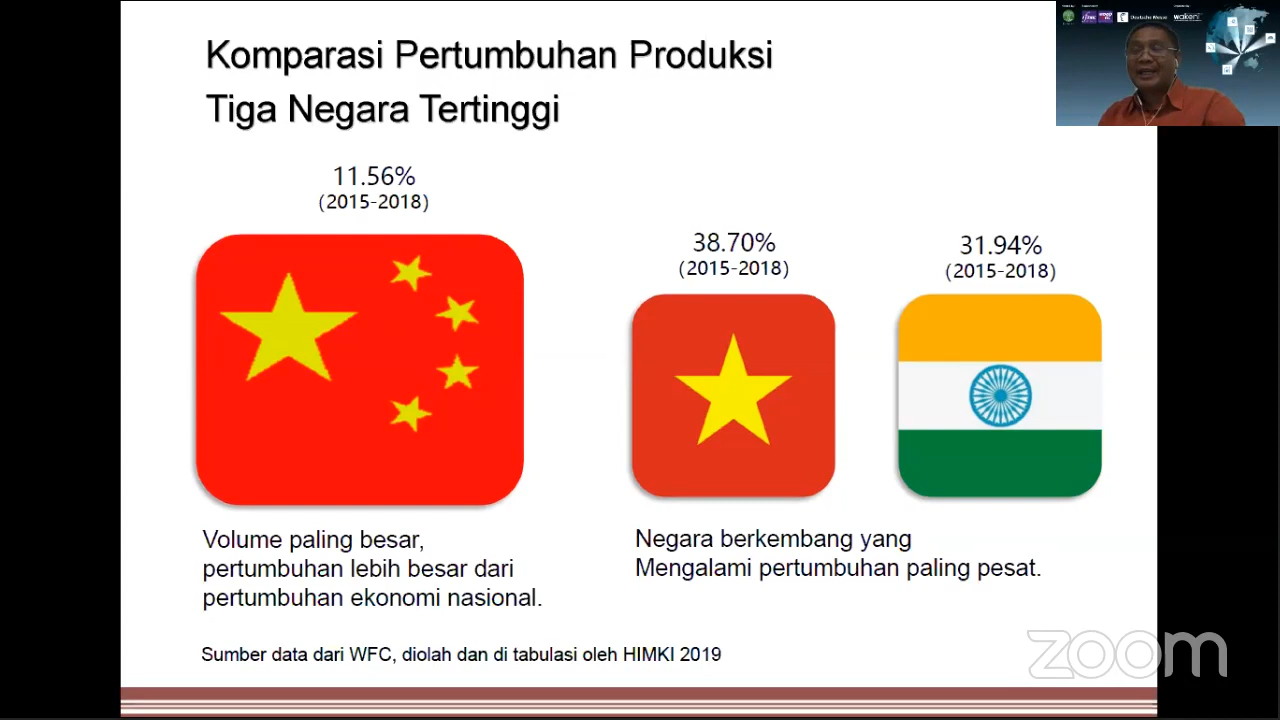 Komparasi Pertumbuhan Produksi
Tiga Negara Tertinggi
11.56%
(2015-2018)
38.70%
(2015-2018)
31.94%
(2015-2018)
Volume paling besar,
pertumbuhan lebih besar dari
pertumbuhan ekonomi nasional.
Negara berkembang yang
Mengalami pertumbuhan paling pesat.
Sumber data dari WFC, diolah dan di tabulasi oleh HIMKI 2019
zoom